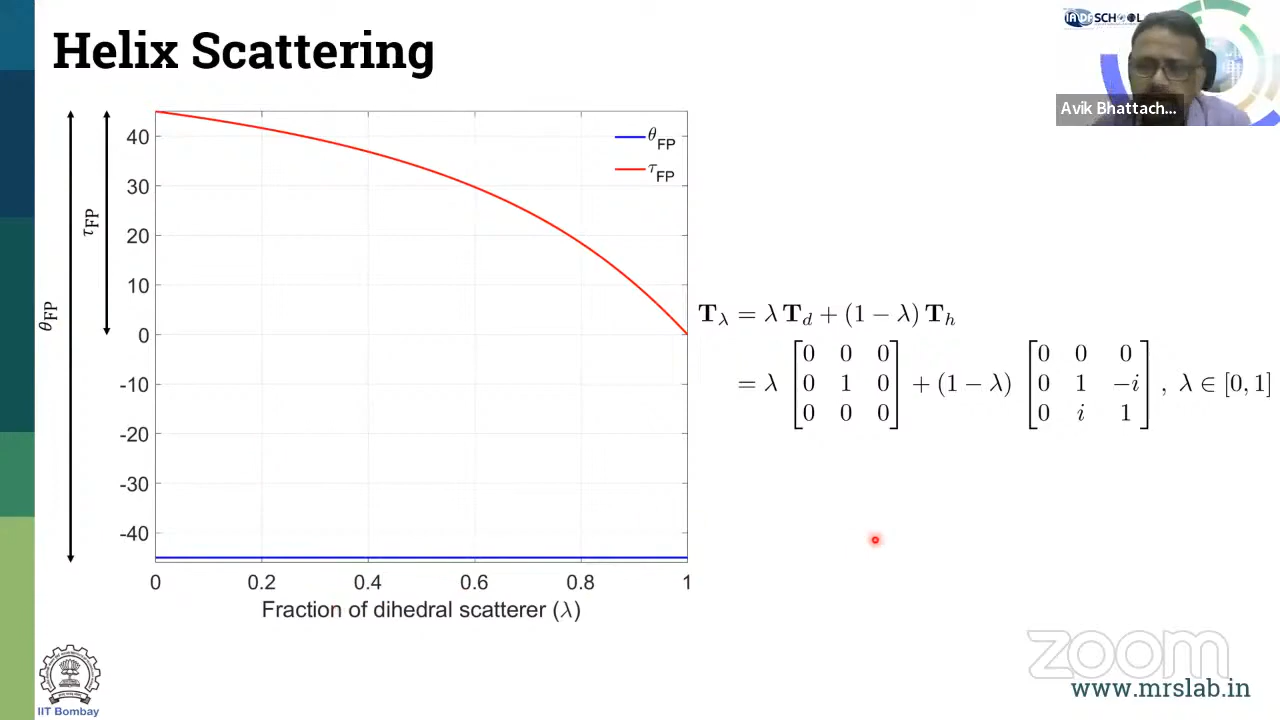 Helix Scattering
IADF SCHOOL
Avik Bhattach...
θ_FP
τ_FP
θ_FP
τ_FP
40
30
20
10
0
-10
-20
-30
-40
0 0.2 0.4 0.6 0.8 1
Fraction of dihedral scatterer (λ)
T_λ = λ T_d + (1 − λ) T_h
= λ [0 0 0; 0 1 0; 0 0 0] + (1 − λ) [0 0 0; 0 1 −i; 0 i 1] , λ ∈ [0, 1]
zoom
www.mrslab.in
IIT Bombay